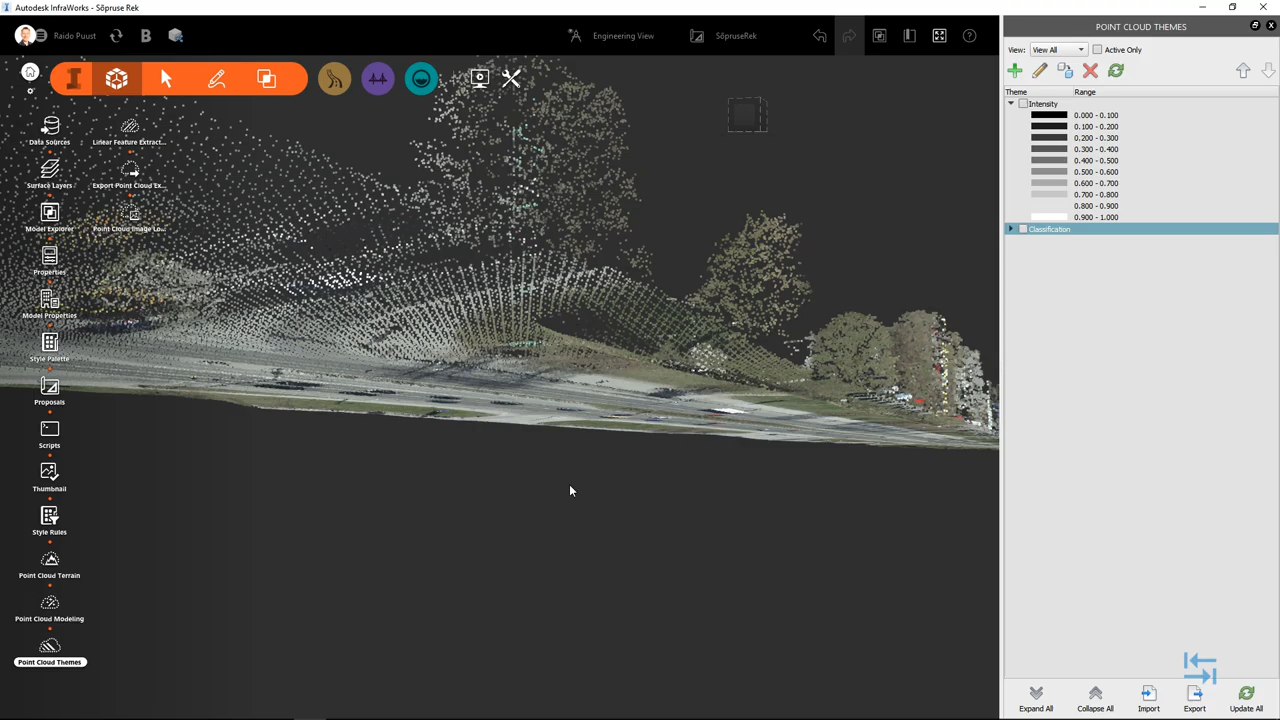 Autodesk InfraWorks - Sõpruse Rek
Raido Puust
B
Engineering View
SõpruseRek
POINT CLOUD THEMES
View: View All Active Only
Theme Range
Intensity
0.000 - 0.100
0.100 - 0.200
0.200 - 0.300
0.300 - 0.400
0.400 - 0.500
0.500 - 0.600
0.600 - 0.700
0.700 - 0.800
0.800 - 0.900
0.900 - 1.000
Classification
Data Sources
Linear Feature Extract...
Surface Layers
Export Point Cloud Ex...
Model Explorer
Point Cloud Image Lo...
Properties
Model Properties
Style Palette
Proposals
Scripts
Thumbnail
Style Rules
Point Cloud Terrain
Point Cloud Modeling
Point Cloud Themes
Expand All Collapse All Import Export Update All